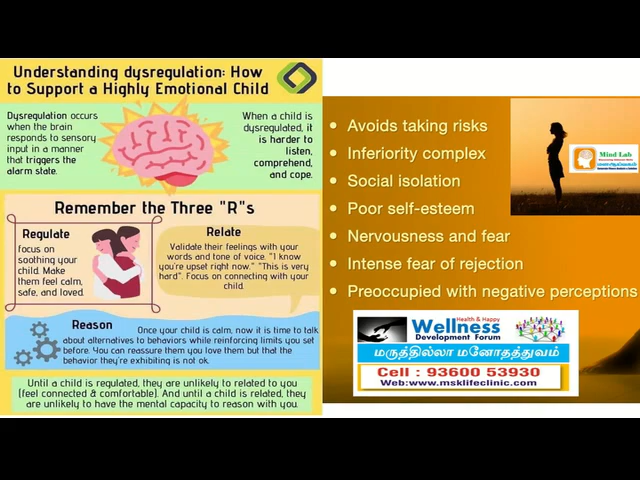 Understanding dysregulation: How
to Support a Highly Emotional Child
Dysregulation occurs
when the brain
responds to sensory
input in a manner
that triggers the
alarm state.
When a child is
dysregulated, it
is harder to
listen,
comprehend,
and cope.
Remember the Three "R"s
Regulate
focus on
soothing your
child. Make
them feel calm,
safe, and loved.
Relate
Validate their feelings with your
words and tone of voice. "I know
you're upset right now." "This is very
hard". Focus on connecting with your
child.
Reason
Once your child is calm, now it is time to talk
about alternatives to behaviors while reinforcing limits you set
before. You can reassure them you love them but that the
behavior they're exhibiting is not ok.
Until a child is regulated, they are unlikely to related to you
(feel connected & comfortable). And until a child is related, they
are unlikely to have the mental capacity to reason with you.
• Avoids taking risks
• Inferiority complex
• Social isolation
• Poor self-esteem
• Nervousness and fear
• Intense fear of rejection
• Preoccupied with negative perceptions
Mind Lab
Health & Happy
Wellness
Development Forum
மருந்தில்லா மனோதத்துவம்
Cell : 93600 53930
Web:www.msklifeclinic.com